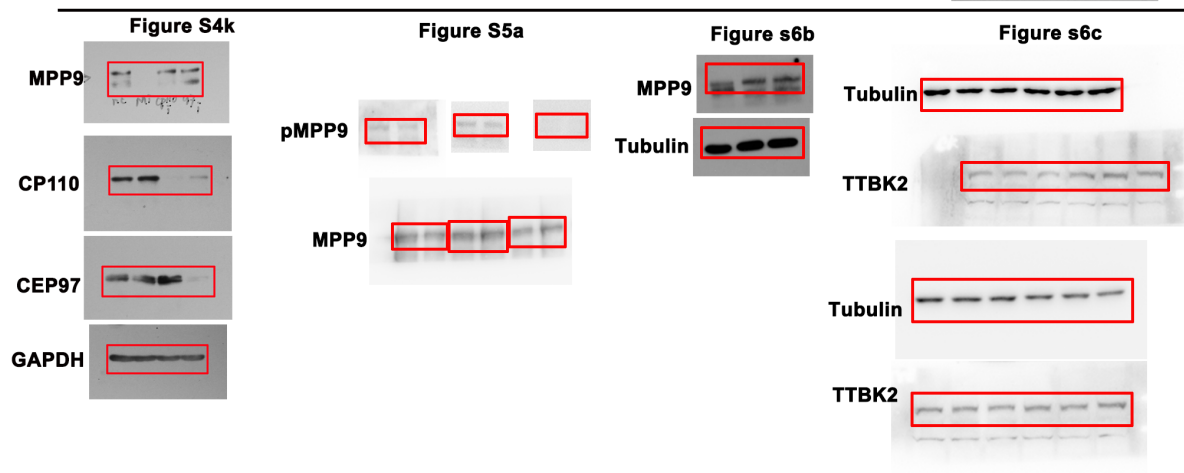 Figure S4k
MPP9
CP110
CEP97
GAPDH
Figure S5a
pMPP9
MPP9
Figure s6b
MPP9
Tubulin
Figure s6c
Tubulin
TTBK2
Tubulin
TTBK2